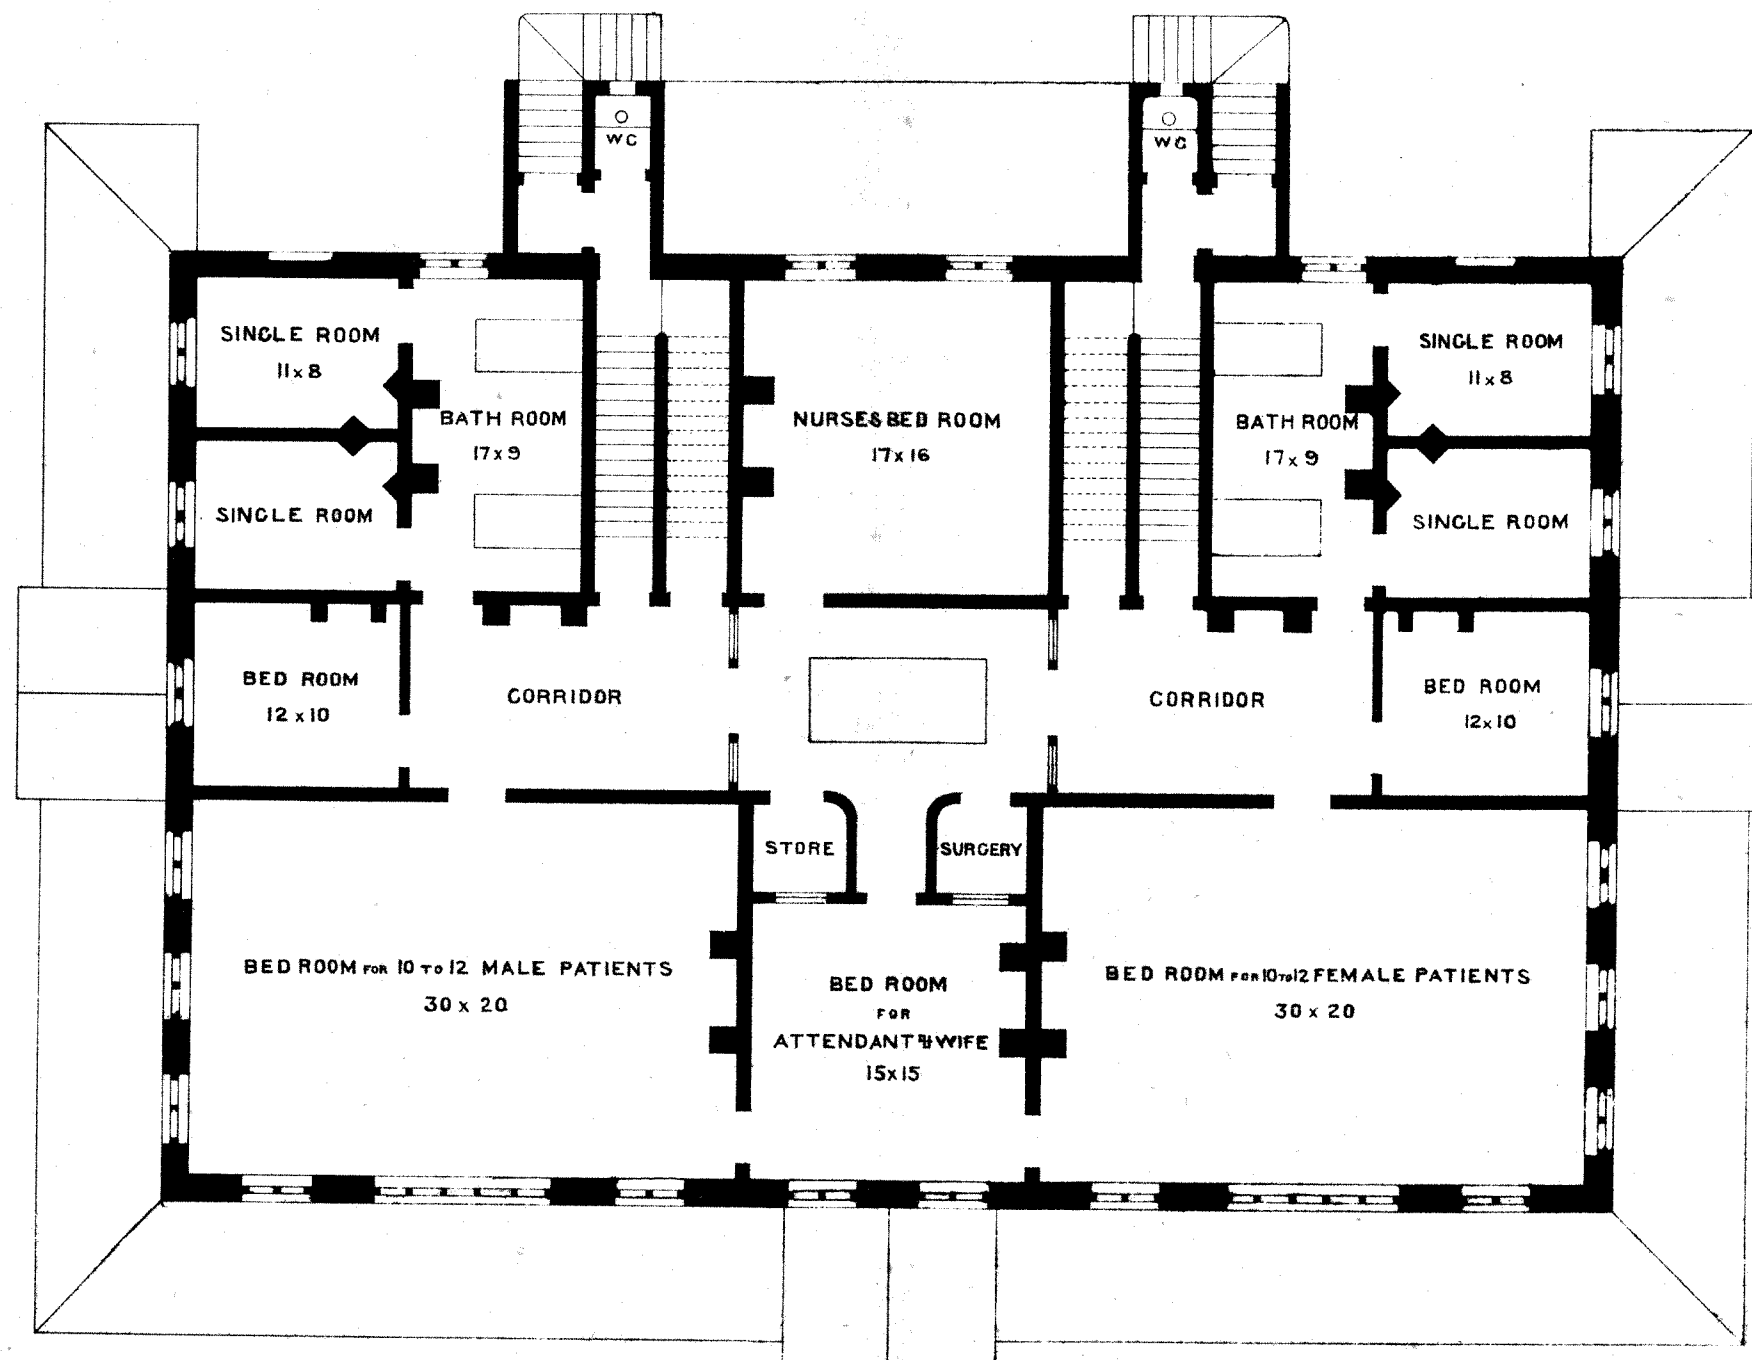 WC
WC
SINGLE ROOM
11 x 8
BATH ROOM
17 x 9
NURSES BED ROOM
17 x 16
BATH ROOM
17 x 9
SINGLE ROOM
11 x 8
SINGLE ROOM
SINGLE ROOM
BED ROOM
12 x 10
CORRIDOR
CORRIDOR
BED ROOM
12 x 10
STORE
SURGERY
BED ROOM FOR 10 TO 12 MALE PATIENTS
30 x 20
BED ROOM
FOR
ATTENDANT & WIFE
15 x 15
BED ROOM FOR 10 TO 12 FEMALE PATIENTS
30 x 20